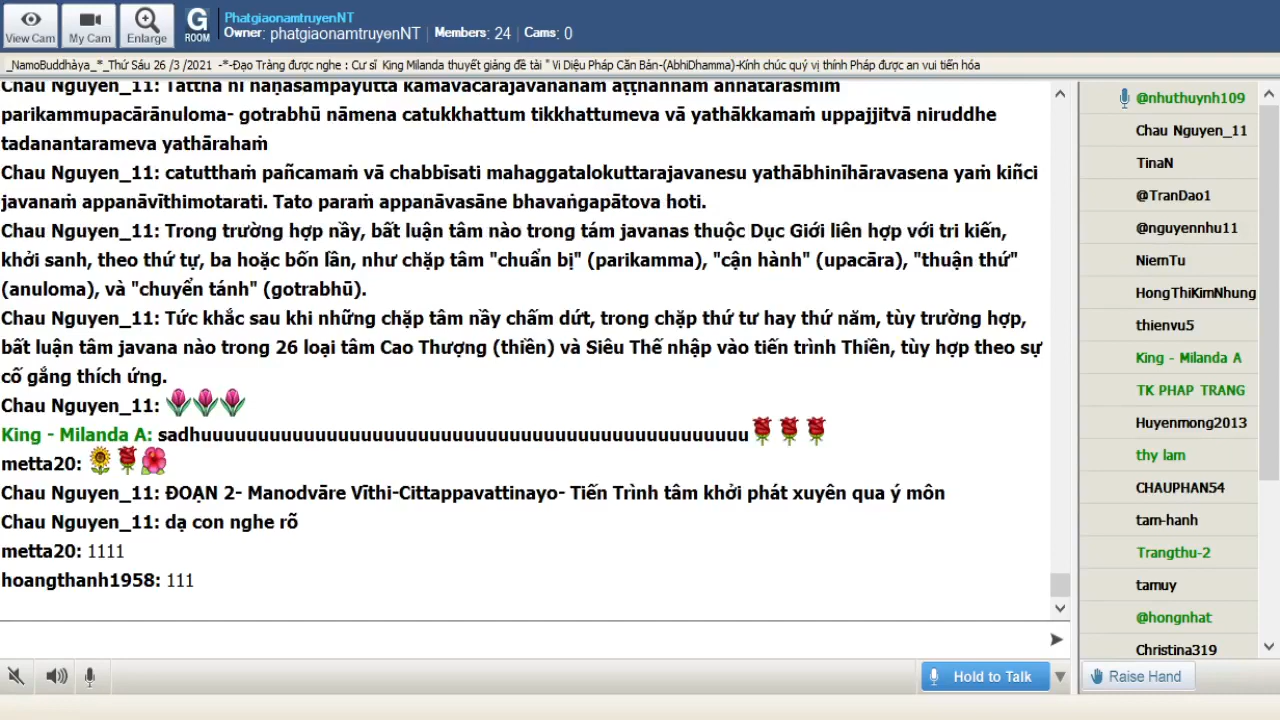 View Cam
My Cam
Enlarge
G
ROOM
PhatgiaonamtruyenNT
Owner: phatgiaonamtruyenNT | Members: 24 | Cams: 0
_NamoBuddhàya_*_Thứ Sáu 26 /3 /2021 -*-Đạo Tràng được nghe : Cư sĩ King Milanda thuyết giảng đề tài " Vi Diệu Pháp Căn Bản-(AbhiDhamma)-Kính chúc quý vị thính Pháp được an vui tiến hóa
Chau Nguyen_11: Tattha hi ñāṇasampayutta kāmāvacarajavanānam aṭṭhannam aññatarasmim
parikammupacārānuloma- gotrabhū nāmena catukkhattum tikkhattumeva vā yathākkamaṁ uppajjitvā niruddhe
tadanantarameva yathārahaṁ
Chau Nguyen_11: catutthaṁ pañcamaṁ vā chabbīsati mahaggatalokuttarajavanesu yathābhinīhāravasena yaṁ kiñci
javanaṁ appanāvīthimotarati. Tato paraṁ appanāvasāne bhavaṅgapātova hoti.
Chau Nguyen_11: Trong trường hợp nầy, bất luận tâm nào trong tám javanas thuộc Dục Giới liên hợp với tri kiến,
khởi sanh, theo thứ tự, ba hoặc bốn lần, như chặp tâm "chuẩn bị" (parikamma), "cận hành" (upacāra), "thuận thứ"
(anuloma), và "chuyển tánh" (gotrabhū).
Chau Nguyen_11: Tức khắc sau khi những chặp tâm nầy chấm dứt, trong chặp thứ tư hay thứ năm, tùy trường hợp,
bất luận tâm javana nào trong 26 loại tâm Cao Thượng (thiền) và Siêu Thế nhập vào tiến trình Thiền, tùy hợp theo sự
cố gắng thích ứng.
Chau Nguyen_11:
King - Milanda A: sadhuuuuuuuuuuuuuuuuuuuuuuuuuuuuuuuuuuuuuuuuuuuuuuuu
metta20:
Chau Nguyen_11: ĐOẠN 2- Manodvāre Vīthi-Cittappavattinayo- Tiến Trình tâm khởi phát xuyên qua ý môn
Chau Nguyen_11: dạ con nghe rõ
metta20: 1111
hoangthanh1958: 111
@nhuthuynh109
Chau Nguyen_11
TinaN
@TranDao1
@nguyennhu11
NiemTu
HongThiKimNhung
thienvu5
King - Milanda A
TK PHAP TRANG
Huyenmong2013
thy lam
CHAUPHAN54
tam-hanh
Trangthu-2
tamuy
@hongnhat
Christina319
Hold to Talk
Raise Hand